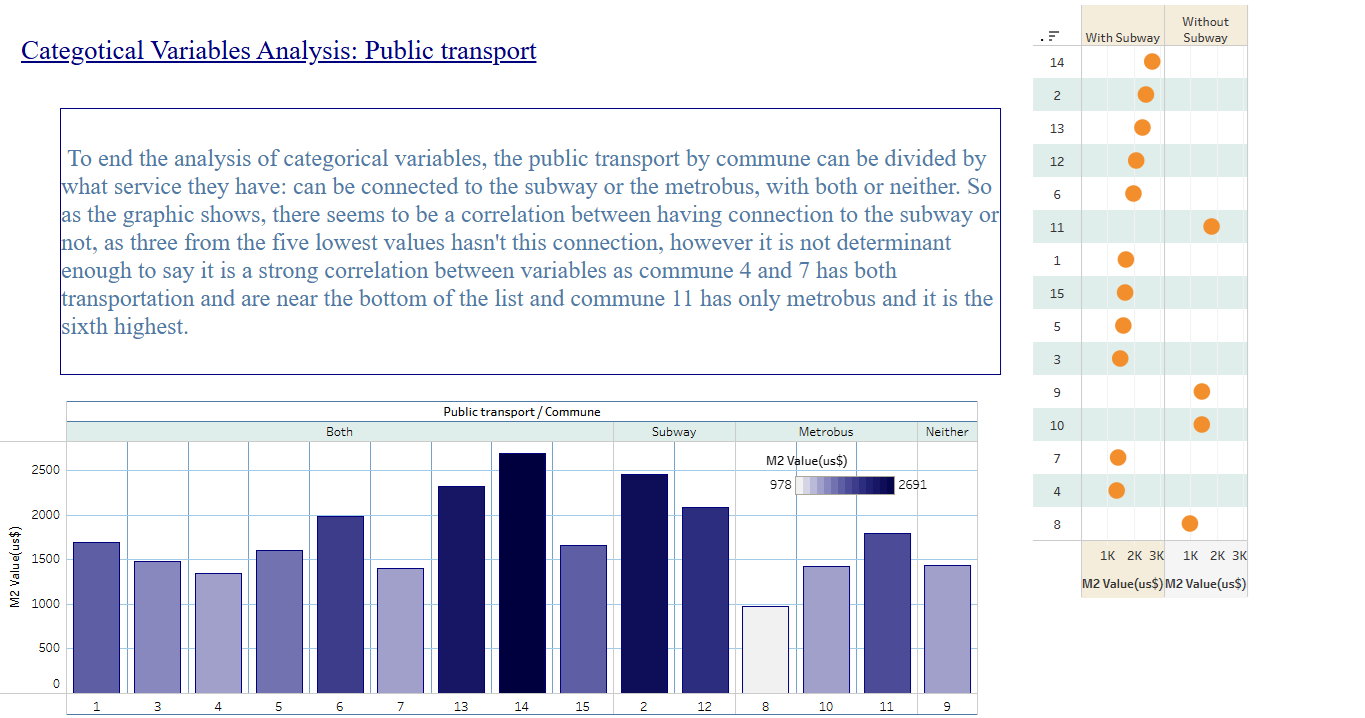 Categotical Variables Analysis: Public transport
To end the analysis of categorical variables, the public transport by commune can be divided by
what service they have: can be connected to the subway or the metrobus, with both or neither. So
as the graphic shows, there seems to be a correlation between having connection to the subway or
not, as three from the five lowest values hasn't this connection, however it is not determinant
enough to say it is a strong correlation between variables as commune 4 and 7 has both
transportation and are near the bottom of the list and commune 11 has only metrobus and it is the
sixth highest.
Public transport / Commune
Both Subway Metrobus Neither
M2 Value(us$)
978 2691
M2 Value(us$)
2500
2000
1500
1000
500
0
1 3 4 5 6 7 13 14 15 2 12 8 10 11 9
With Subway
Without
Subway
14
2
13
12
6
11
1
15
5
3
9
10
7
4
8
1K 2K 3K 1K 2K 3K
M2 Value(us$) M2 Value(us$)